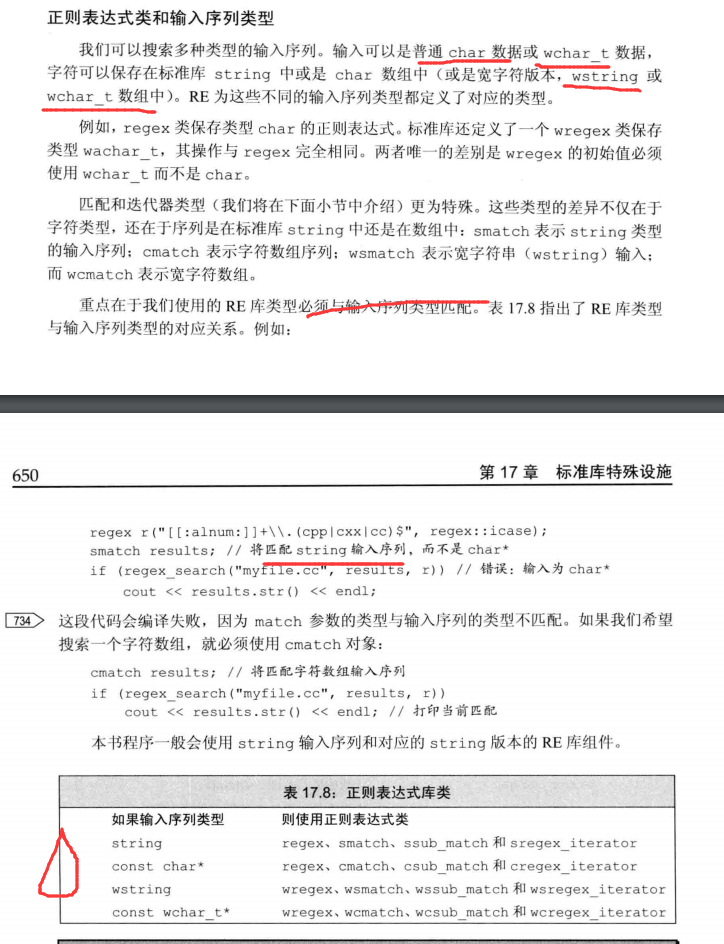 正则表达式类和输入序列类型
我们可以搜索多种类型的输入序列。输入可以是普通 char 数据或 wchar_t 数据，
字符可以保存在标准库 string 中或是 char 数组中（或是宽字符版本，wstring 或
wchar_t 数组中）。RE 为这些不同的输入序列类型都定义了对应的类型。
例如，regex 类保存类型 char 的正则表达式。标准库还定义了一个 wregex 类保存
类型 wachar_t，其操作与 regex 完全相同。两者唯一的差别是 wregex 的初始值必须
使用 wchar_t 而不是 char。
匹配和迭代器类型（我们将在下面小节中介绍）更为特殊。这些类型的差异不仅在于
字符类型，还在于序列是在标准库 string 中还是在数组中：smatch 表示 string 类型
的输入序列；cmatch 表示字符数组序列；wsmatch 表示宽字符串（wstring）输入；
而 wcmatch 表示宽字符数组。
重点在于我们使用的 RE 库类型必须与输入序列类型匹配。表 17.8 指出了 RE 库类型
与输入序列类型的对应关系。例如：
650 第 17 章 标准库特殊设施
regex r("[[:alnum:]]+\\.(cpp|cxx|cc)$", regex::icase);
smatch results; // 将匹配 string 输入序列，而不是 char*
if (regex_search("myfile.cc", results, r)) // 错误：输入为 char*
cout << results.str() << endl;
734 这段代码会编译失败，因为 match 参数的类型与输入序列的类型不匹配。如果我们希望
搜索一个字符数组，就必须使用 cmatch 对象：
cmatch results; // 将匹配字符数组输入序列
if (regex_search("myfile.cc", results, r))
cout << results.str() << endl; // 打印当前匹配
本书程序一般会使用 string 输入序列和对应的 string 版本的 RE 库组件。
表 17.8：正则表达式库类
如果输入序列类型 则使用正则表达式类
string regex、smatch、ssub_match 和 sregex_iterator
const char* regex、cmatch、csub_match 和 cregex_iterator
wstring wregex、wsmatch、wssub_match 和 wsregex_iterator
const wchar_t* wregex、wcmatch、wcsub_match 和 wcregex_iterator